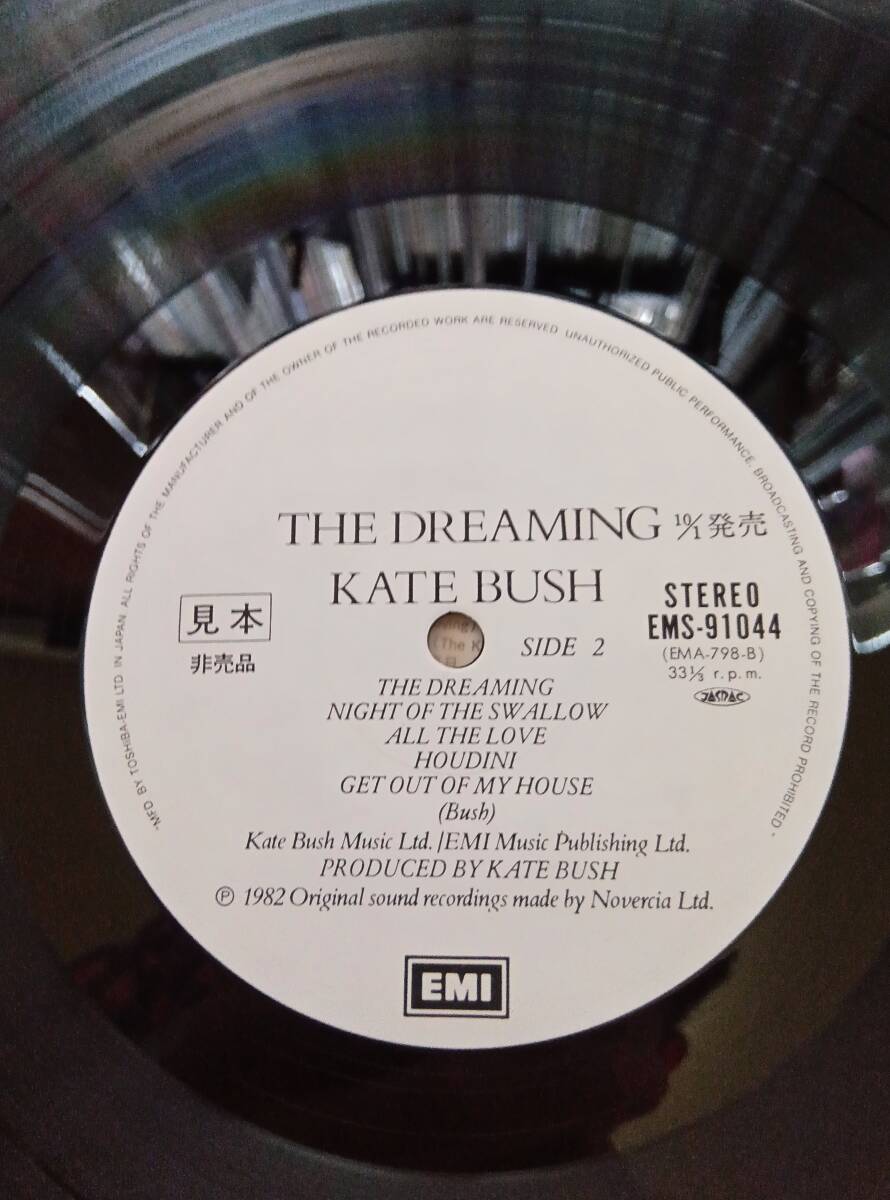 "MFD BY TOSHIBA-EMI LTD. IN JAPAN. ALL RIGHTS OF THE MANUFACTURER AND OF THE OWNER OF THE RECORDED WORK ARE RESERVED. UNAUTHORIZED PUBLIC PERFORMANCE, BROADCASTING AND COPYING OF THE RECORD PROHIBITED"
THE DREAMING 10/1 発売
KATE BUSH
見本
非売品
STEREO
EMS-91044
(EMA-798-B)
33⅓ r.p.m.
JASRAC
SIDE 2
THE DREAMING
NIGHT OF THE SWALLOW
ALL THE LOVE
HOUDINI
GET OUT OF MY HOUSE
(Bush)
Kate Bush Music Ltd./EMI Music Publishing Ltd.
PRODUCED BY KATE BUSH
Ⓟ 1982 Original sound recordings made by Novercia Ltd.
EMI